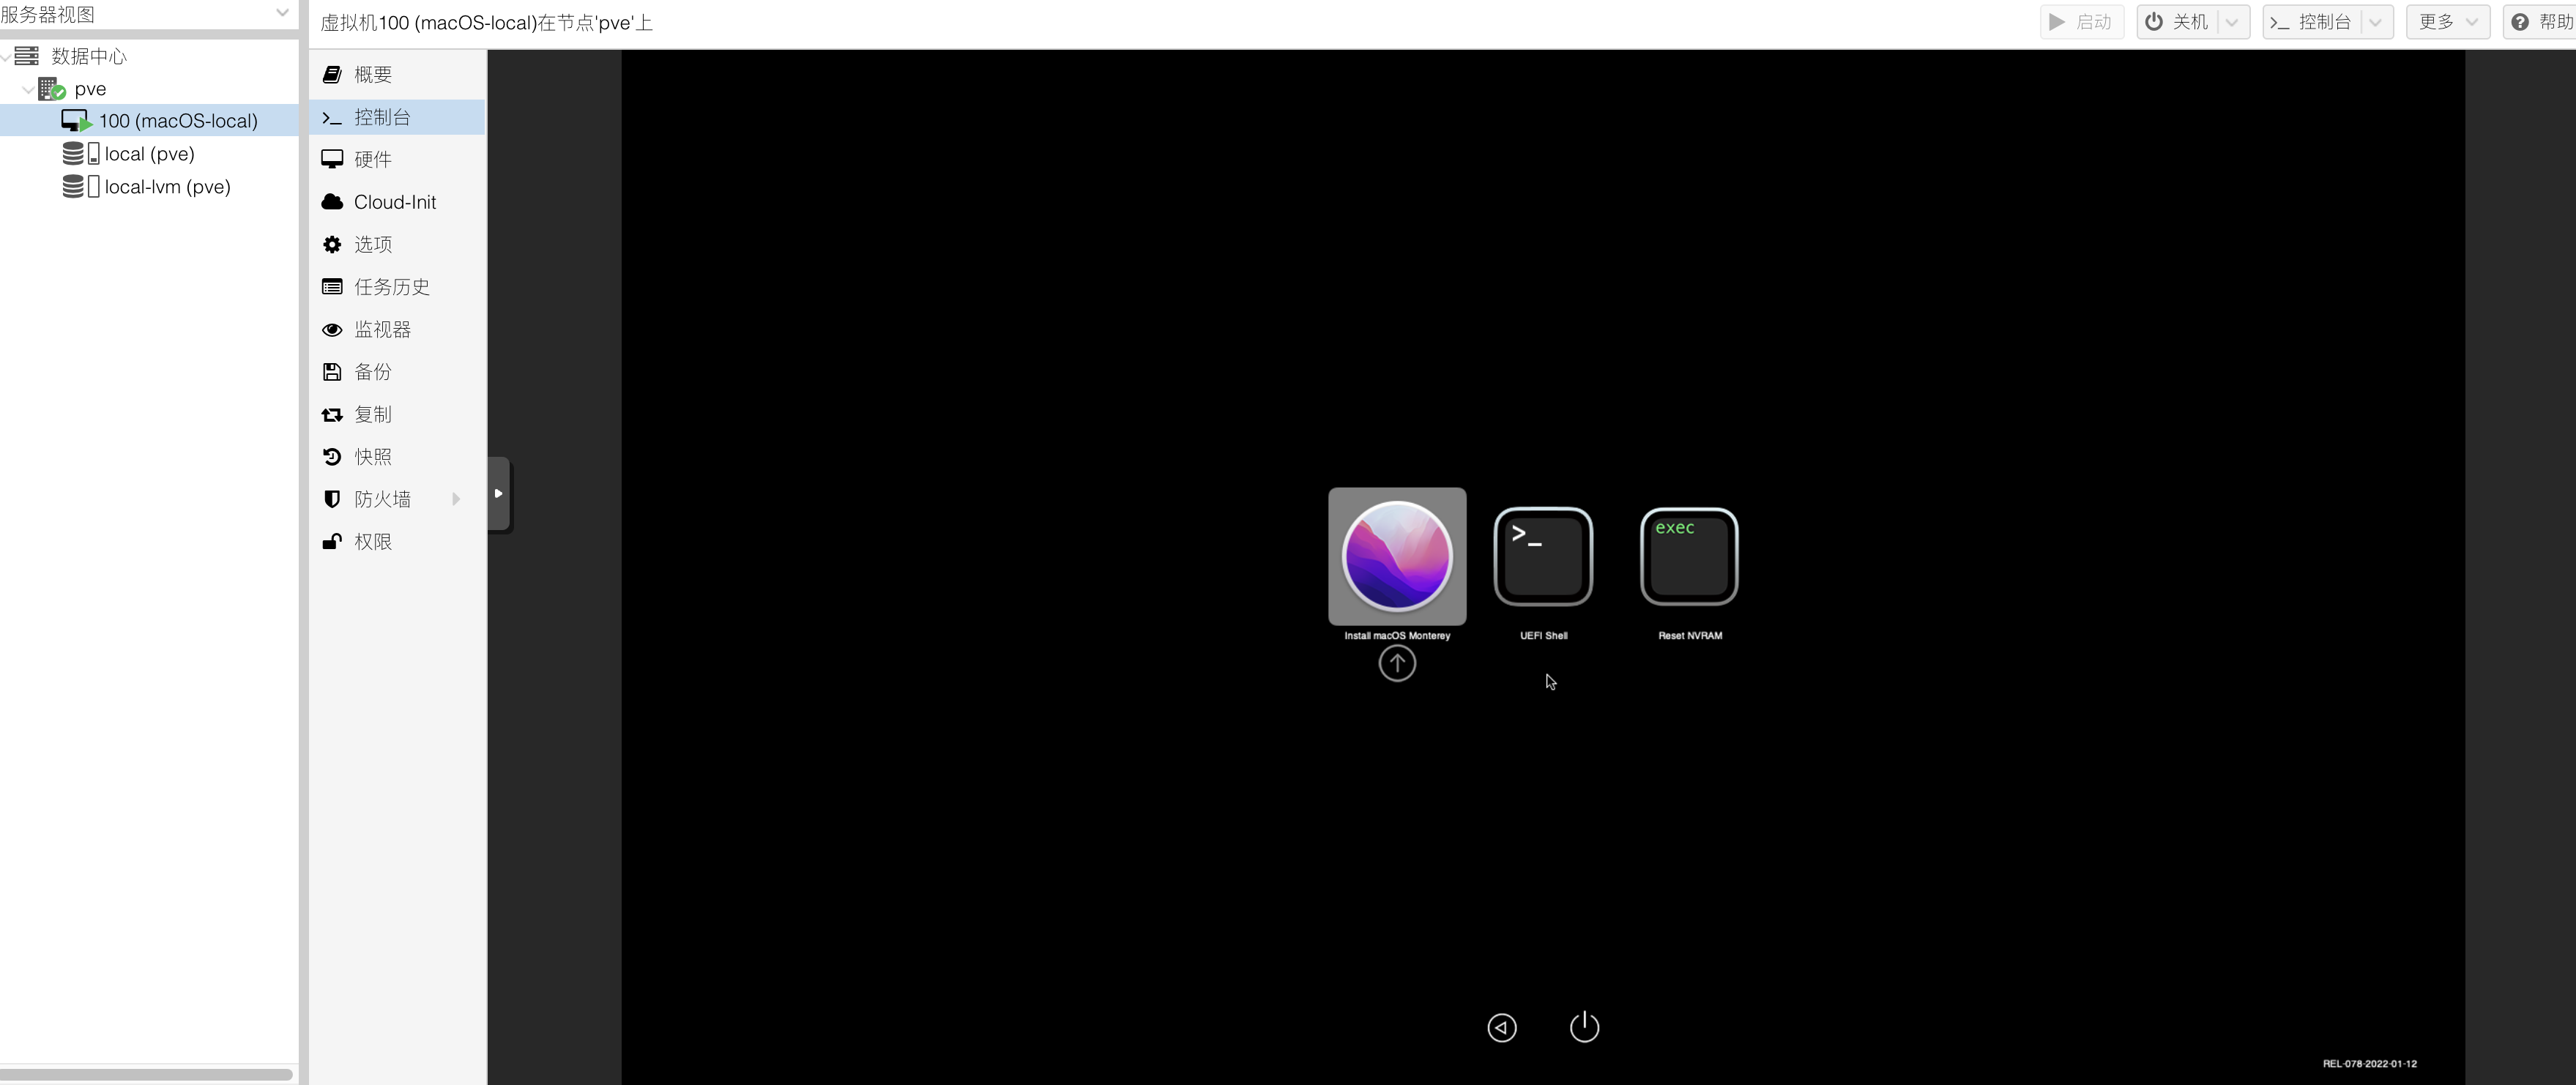 服务器视图
虚拟机100 (macOS-local)在节点'pve'上
启动
关机
控制台
更多
帮助
数据中心
pve
100 (macOS-local)
local (pve)
local-lvm (pve)
概要
控制台
硬件
Cloud-Init
选项
任务历史
监视器
备份
复制
快照
防火墙
权限
>_
exec
Install macOS Monterey
UEFI Shell
Reset NVRAM
REL-078-2022-01-12